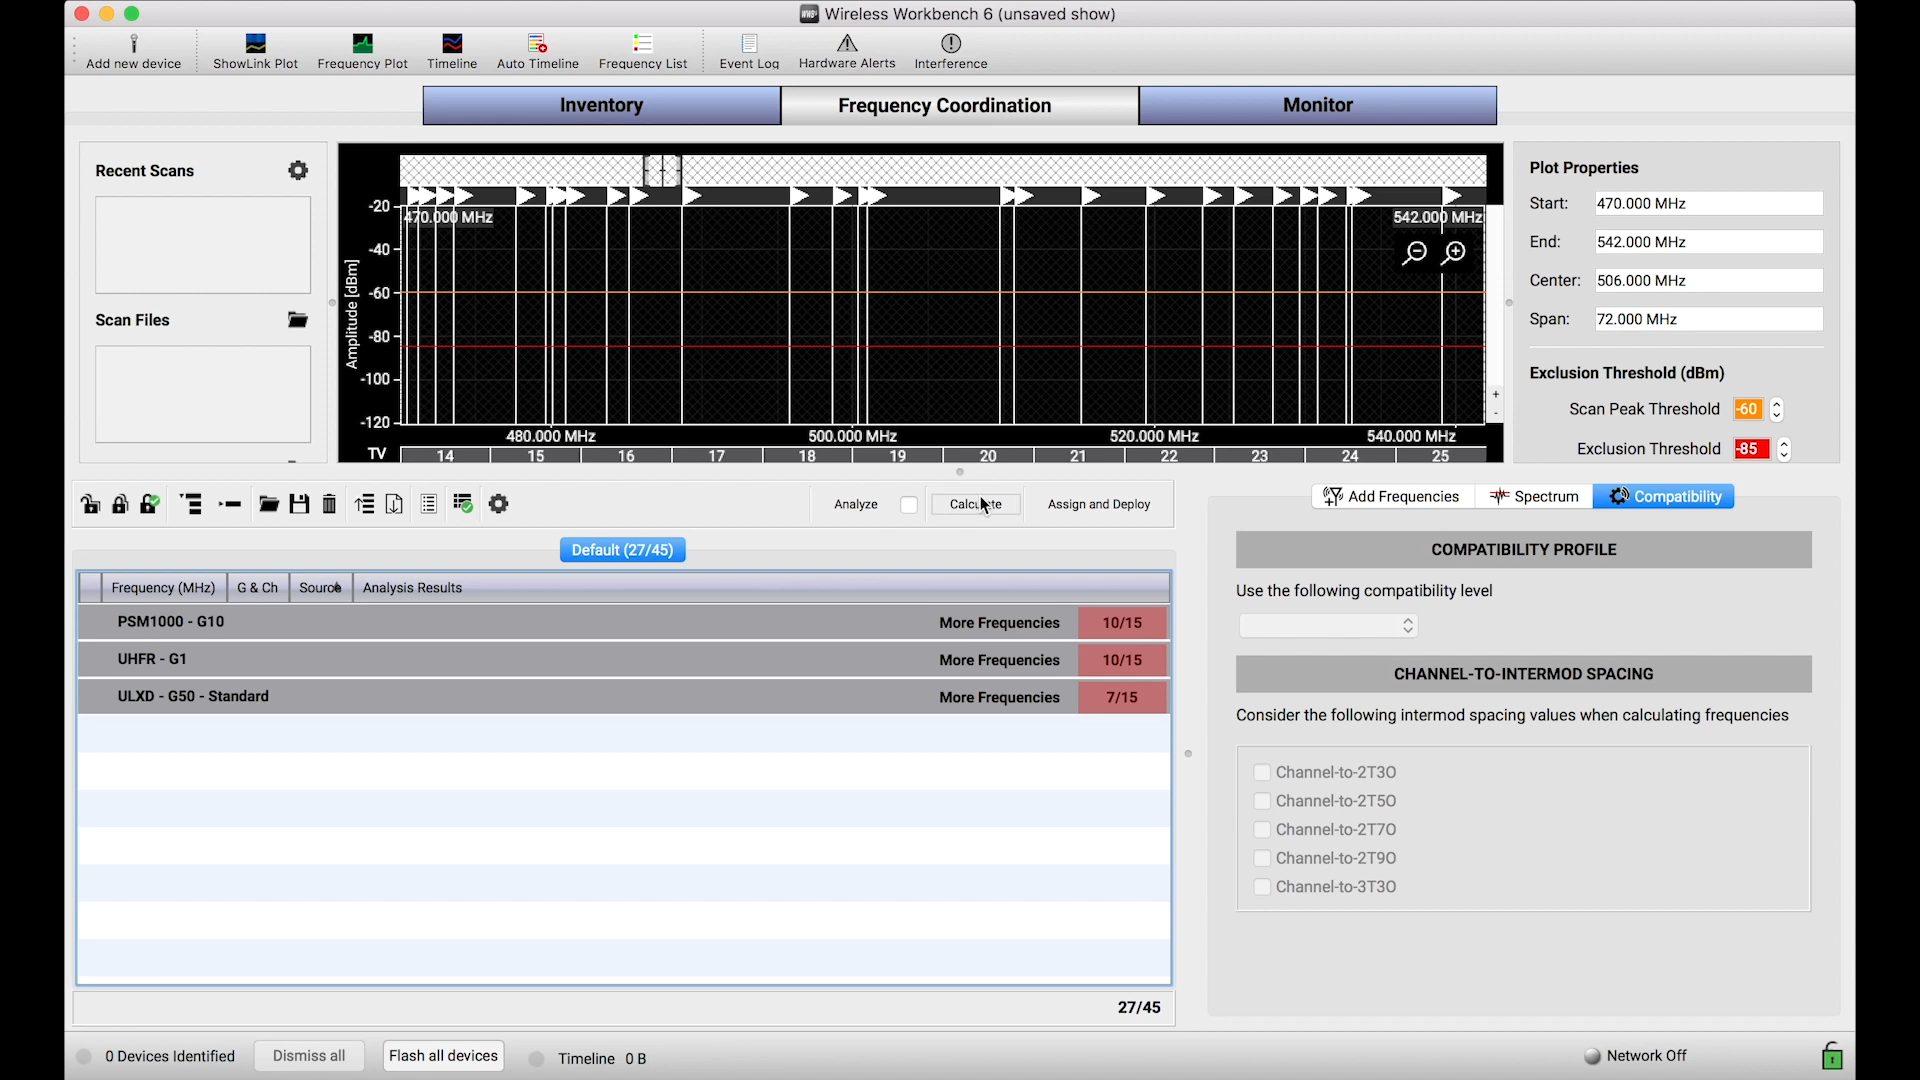 Wireless Workbench 6 (unsaved show)
Add new device
ShowLink Plot
Frequency Plot
Timeline
Auto Timeline
Frequency List
Event Log
Hardware Alerts
Interference
Inventory
Frequency Coordination
Monitor
Recent Scans
Scan Files
Amplitude [dBm]
-20
-40
-60
-80
-100
-120
470.000 MHz
542.000 MHz
480.000 MHz
500.000 MHz
520.000 MHz
540.000 MHz
TV 14 15 16 17 18 19 20 21 22 23 24 25
+
-
Plot Properties
Start: 470.000 MHz
End: 542.000 MHz
Center: 506.000 MHz
Span: 72.000 MHz
Exclusion Threshold (dBm)
Scan Peak Threshold -60
Exclusion Threshold -85
Analyze
Calculate
Assign and Deploy
Default (27/45)
Frequency (MHz) G & Ch Source Analysis Results
PSM1000 - G10 More Frequencies 10/15
UHFR - G1 More Frequencies 10/15
ULXD - G50 - Standard More Frequencies 7/15
27/45
Add Frequencies
Spectrum
Compatibility
COMPATIBILITY PROFILE
Use the following compatibility level
CHANNEL-TO-INTERMOD SPACING
Consider the following intermod spacing values when calculating frequencies
Channel-to-2T3O
Channel-to-2T5O
Channel-to-2T7O
Channel-to-2T9O
Channel-to-3T3O
0 Devices Identified
Dismiss all
Flash all devices
Timeline 0 B
Network Off